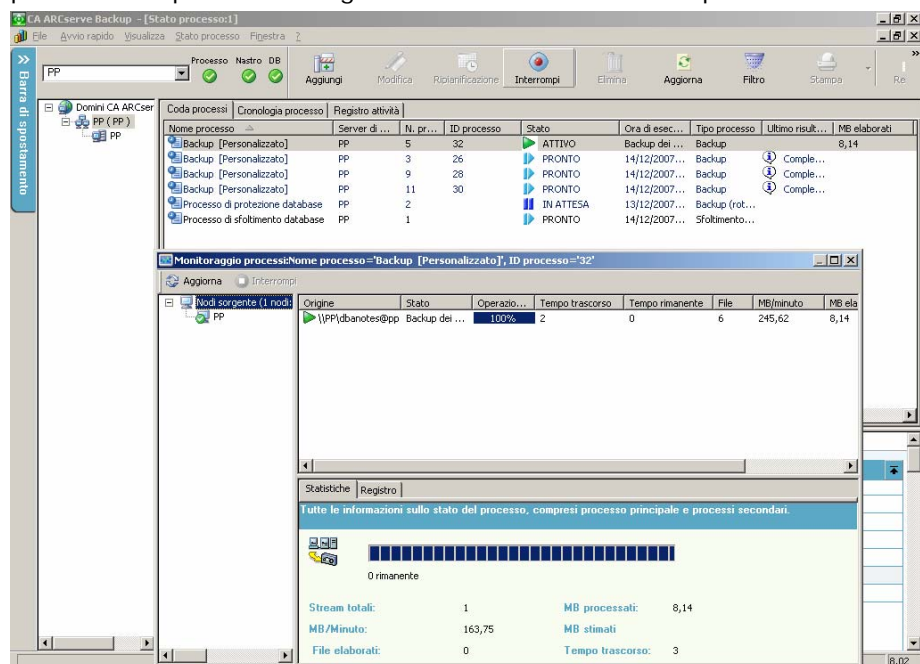 CA ARCserve Backup - [Stato processo:1]
File Avvio rapido Visualizza Stato processo Finestra ?
Barra di spostamento
PP
Processo Nastro DB
Aggiungi Modifica Ripianificazione Interrompi Elimina Aggiorna Filtro Stampa Re
Domini CA ARCser
PP ( PP )
PP
Coda processi Cronologia processo Registro attività
Nome processo Server di ... N. pr... ID processo Stato Ora di esec... Tipo processo Ultimo risult... MB elaborati
Backup [Personalizzato] PP 5 32 ATTIVO Backup dei ... Backup 8,14
Backup [Personalizzato] PP 3 26 PRONTO 14/12/2007... Backup Comple...
Backup [Personalizzato] PP 9 28 PRONTO 14/12/2007... Backup Comple...
Backup [Personalizzato] PP 11 30 PRONTO 14/12/2007... Backup Comple...
Processo di protezione database PP 2 IN ATTESA 13/12/2007... Backup (rot...
Processo di sfoltimento database PP 1 PRONTO 14/12/2007... Sfoltimento...
Monitoraggio processi:Nome processo='Backup [Personalizzato]', ID processo='32'
Aggiorna Interrompi
Nodi sorgente (1 nodi:
PP
Origine Stato Operazio... Tempo trascorso Tempo rimanente File MB/minuto MB ela
\\PP\dbanotes@pp Backup dei ... 100% 2 0 6 245,62 8,14
Statistiche Registro
Tutte le informazioni sullo stato del processo, compresi processo principale e processi secondari.
0 rimanente
Stream totali: 1 MB processati: 8,14
MB/Minuto: 163,75 MB stimati
File elaborati: 0 Tempo trascorso: 3
8.02